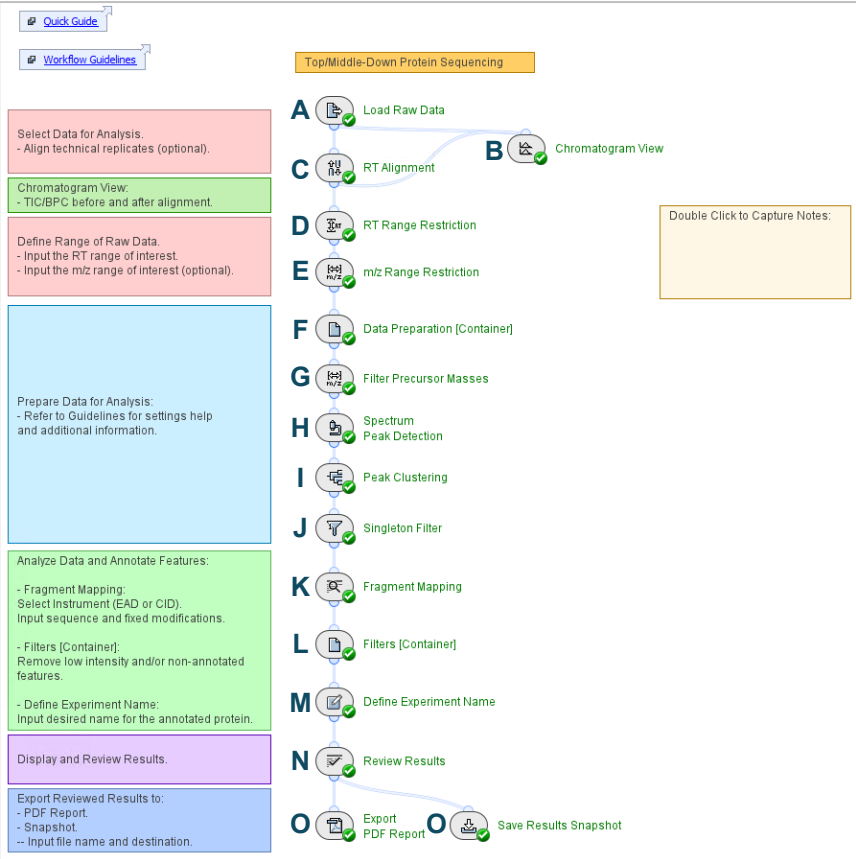 Quick Guide
Workflow Guidelines
Top/Middle-Down Protein Sequencing
Select Data for Analysis.
- Align technical replicates (optional).
Chromatogram View:
- TIC/BPC before and after alignment.
Define Range of Raw Data.
- Input the RT range of interest.
- Input the m/z range of interest (optional).
Prepare Data for Analysis:
- Refer to Guidelines for settings help
and additional information.
Analyze Data and Annotate Features:
- Fragment Mapping:
Select Instrument (EAD or CID).
Input sequence and fixed modifications.
- Filters [Container]:
Remove low intensity and/or non-annotated
features.
- Define Experiment Name:
Input desired name for the annotated protein.
Display and Review Results.
Export Reviewed Results to:
- PDF Report.
- Snapshot.
-- Input file name and destination.
A Load Raw Data
B Chromatogram View
C RT Alignment
D RT Range Restriction
E m/z Range Restriction
F Data Preparation [Container]
G Filter Precursor Masses
H Spectrum
Peak Detection
I Peak Clustering
J Singleton Filter
K Fragment Mapping
L Filters [Container]
M Define Experiment Name
N Review Results
O Export
PDF Report
O Save Results Snapshot
Double Click to Capture Notes: